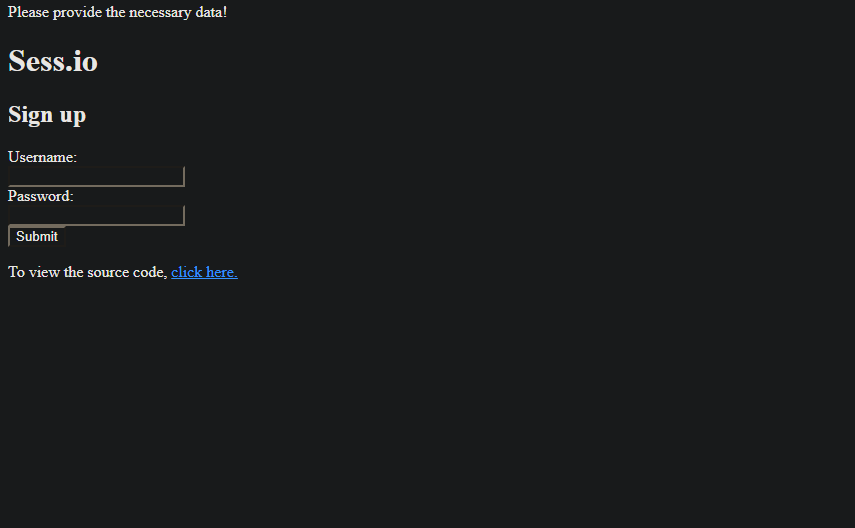 Please provide the necessary data!
Sess.io
Sign up
Username:
Password:
Submit
To view the source code, click here.